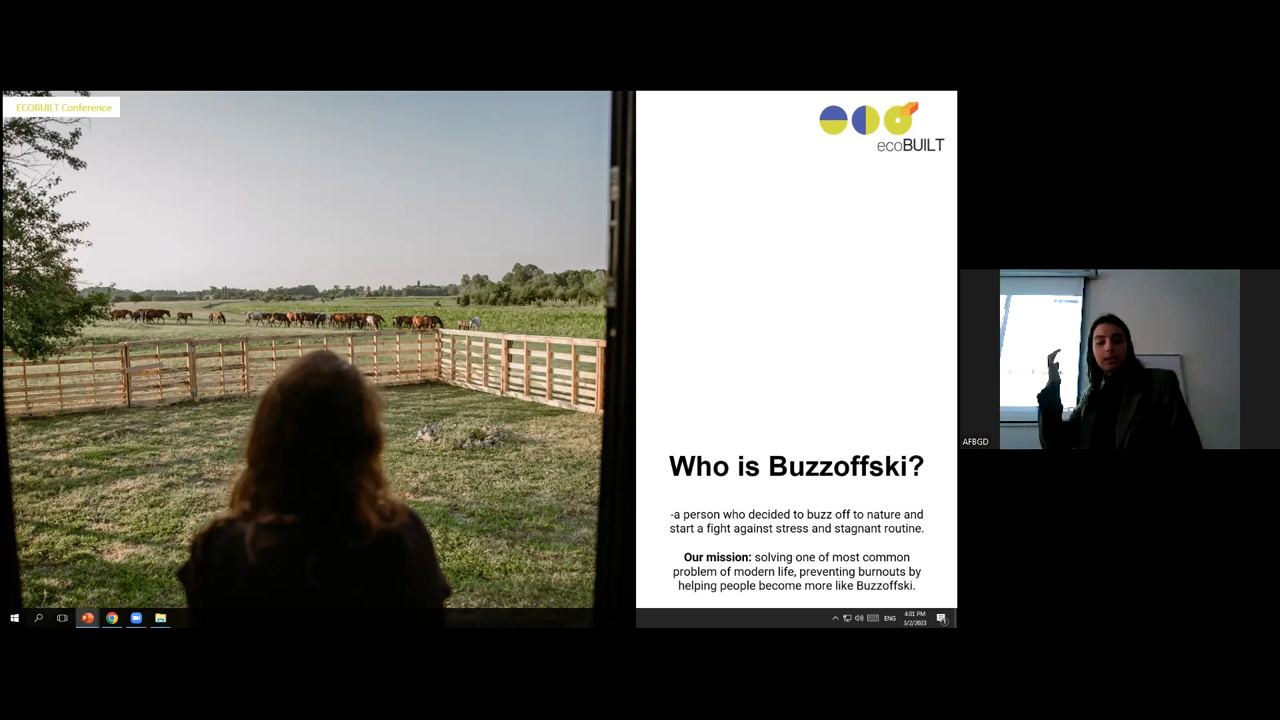 ECOBUILT Conference
ecoBUILT
Who is Buzzoffski?
-a person who decided to buzz off to nature and
start a fight against stress and stagnant routine.
Our mission: solving one of most common
problem of modern life, preventing burnouts by
helping people become more like Buzzoffski.
AFBGD
ENG
4:01 PM
3/2/2023